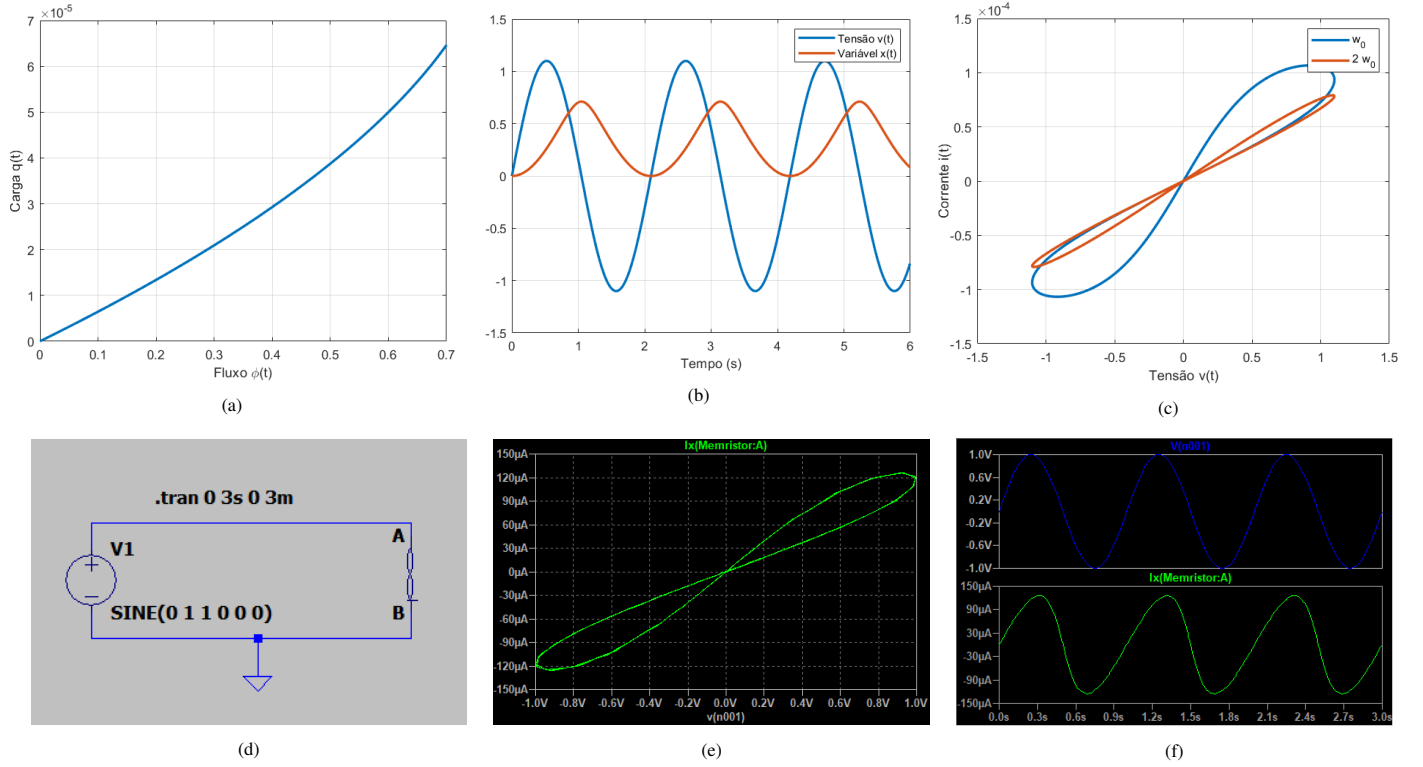 ×10⁻⁵
7
6
5
4
3
2
1
0
0 0.1 0.2 0.3 0.4 0.5 0.6 0.7
Carga q(t)
Fluxo ϕ(t)
(a)
1.5
1
0.5
0
-0.5
-1
-1.5
0 1 2 3 4 5 6
Tensão v(t)
Variável x(t)
Tempo (s)
(b)
×10⁻⁴
1.5
1
0.5
0
-0.5
-1
-1.5
-1.5 -1 -0.5 0 0.5 1 1.5
w₀
2 w₀
Corrente i(t)
Tensão v(t)
(c)
.tran 0 3s 0 3m
V1
A
B
SINE(0 1 1 0 0 0)
(d)
Ix(Memristor:A)
150µA
120µA
90µA
60µA
30µA
0µA
-30µA
-60µA
-90µA
-120µA
-150µA
-1.0V -0.8V -0.6V -0.4V -0.2V 0.0V 0.2V 0.4V 0.6V 0.8V 1.0V
v(n001)
(e)
V(n001)
1.0V
0.6V
0.2V
-0.2V
-0.6V
-1.0V
Ix(Memristor:A)
150µA
90µA
30µA
-30µA
-90µA
-150µA
0.0s 0.3s 0.6s 0.9s 1.2s 1.5s 1.8s 2.1s 2.4s 2.7s 3.0s
(f)